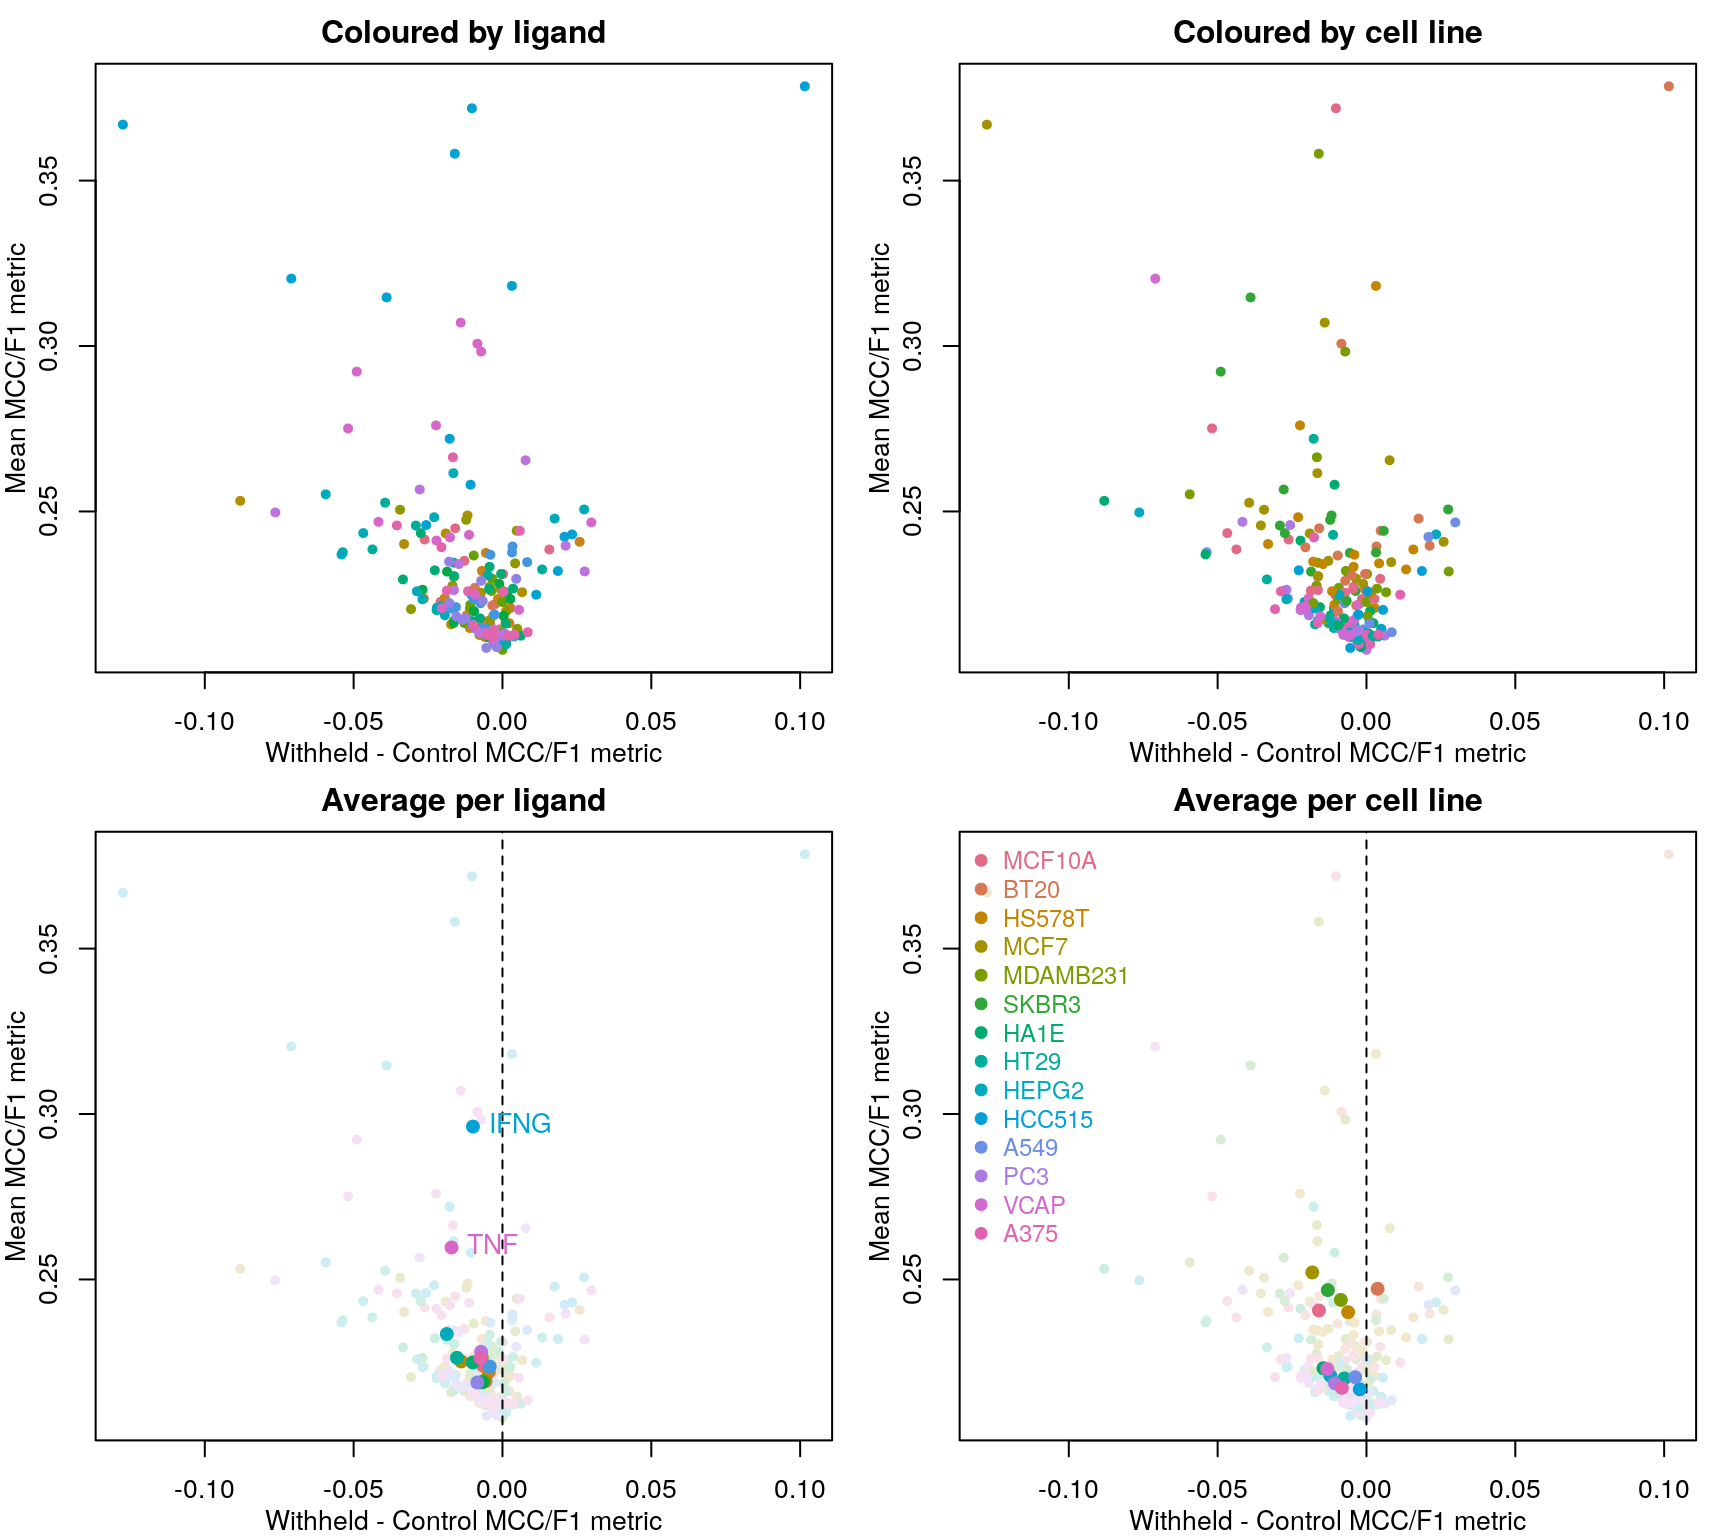 Coloured by ligand
Mean MCC/F1 metric
0.35
0.30
0.25
-0.10 -0.05 0.00 0.05 0.10
Withheld - Control MCC/F1 metric
Coloured by cell line
Mean MCC/F1 metric
0.35
0.30
0.25
-0.10 -0.05 0.00 0.05 0.10
Withheld - Control MCC/F1 metric
Average per ligand
Mean MCC/F1 metric
0.35
0.30
0.25
IFNG
TNF
-0.10 -0.05 0.00 0.05 0.10
Withheld - Control MCC/F1 metric
Average per cell line
Mean MCC/F1 metric
0.35
0.30
0.25
MCF10A
BT20
HS578T
MCF7
MDAMB231
SKBR3
HA1E
HT29
HEPG2
HCC515
A549
PC3
VCAP
A375
-0.10 -0.05 0.00 0.05 0.10
Withheld - Control MCC/F1 metric